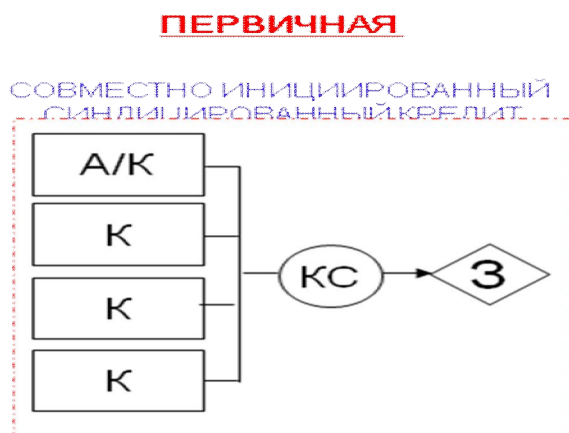 ПЕРВИЧНАЯ
СОВМЕСТНО ИНИЦИИРОВАННЫЙ
СИНДИЦИРОВАННЫЙ КРЕДИТ
А/К
К
К
К
КС
З